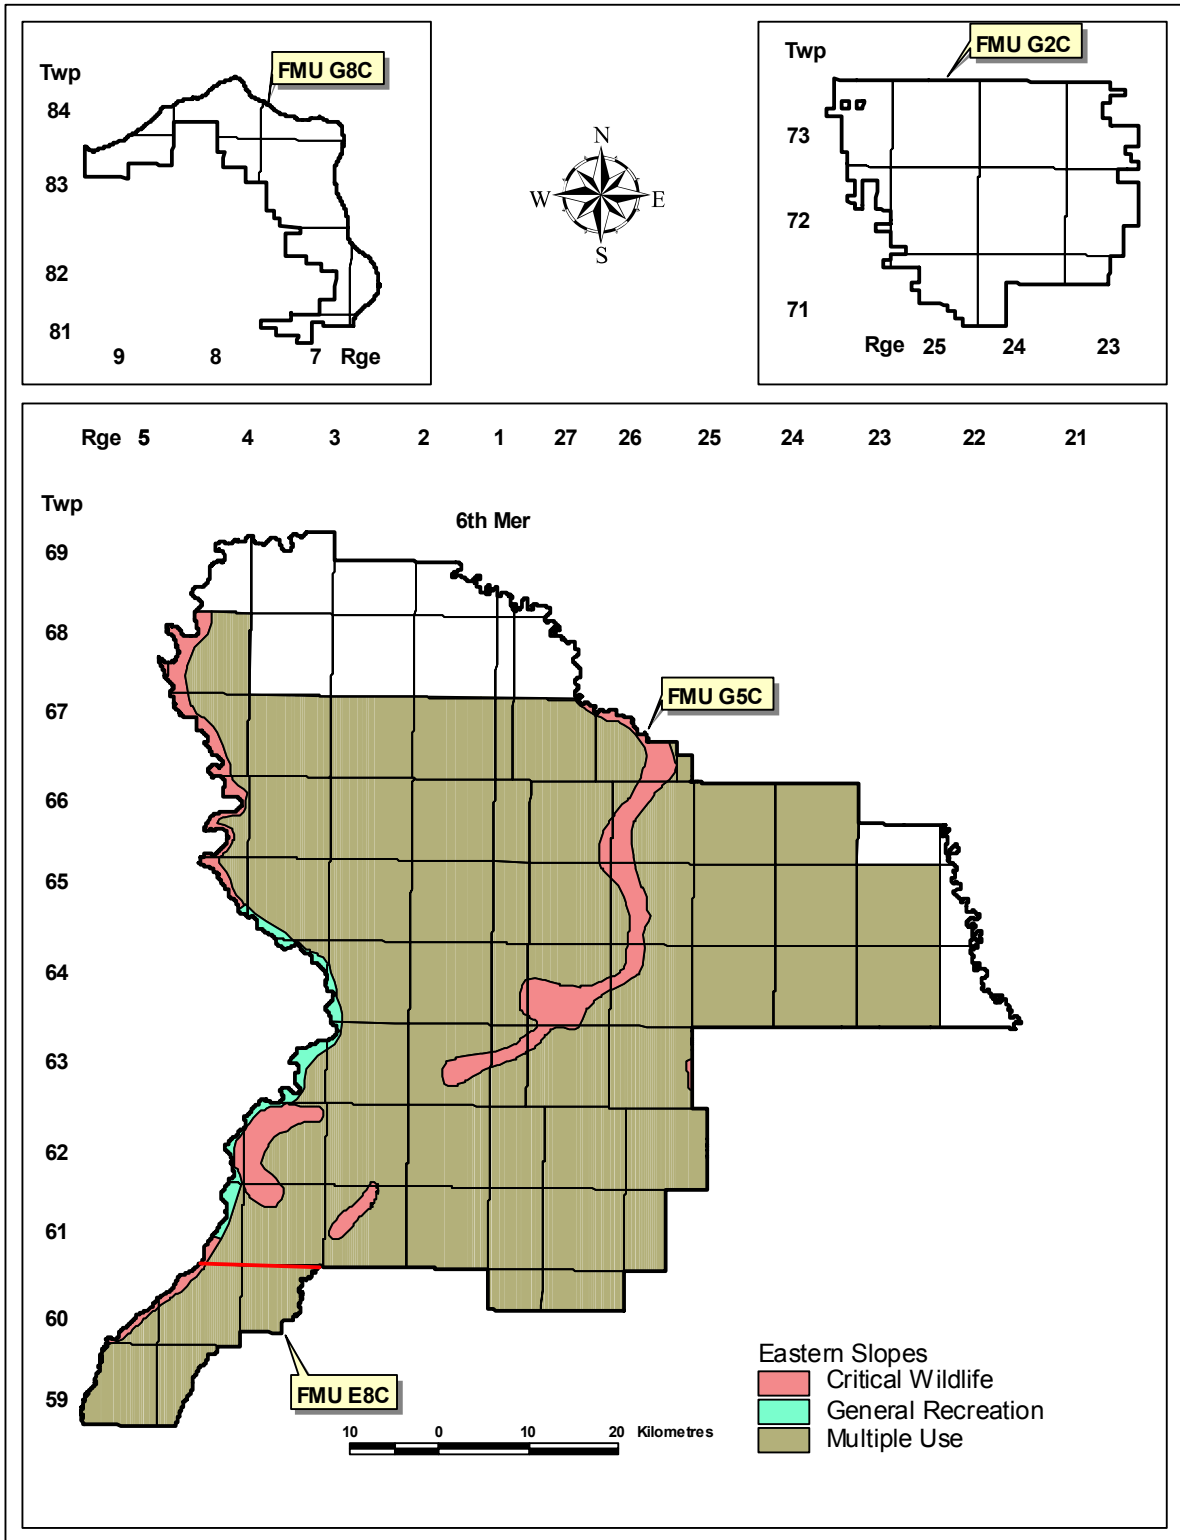 FMU G8C
Twp
84
83
82
81
9 8 7 Rge
N
W E
S
FMU G2C
Twp
73
72
71
Rge 25 24 23
Rge 5 4 3 2 1 27 26 25 24 23 22 21
Twp
6th Mer
69
68
FMU G5C
67
66
65
64
63
62
61
60
59
FMU E8C
Eastern Slopes
Critical Wildlife
General Recreation
Multiple Use
10 0 10 20 Kilometres